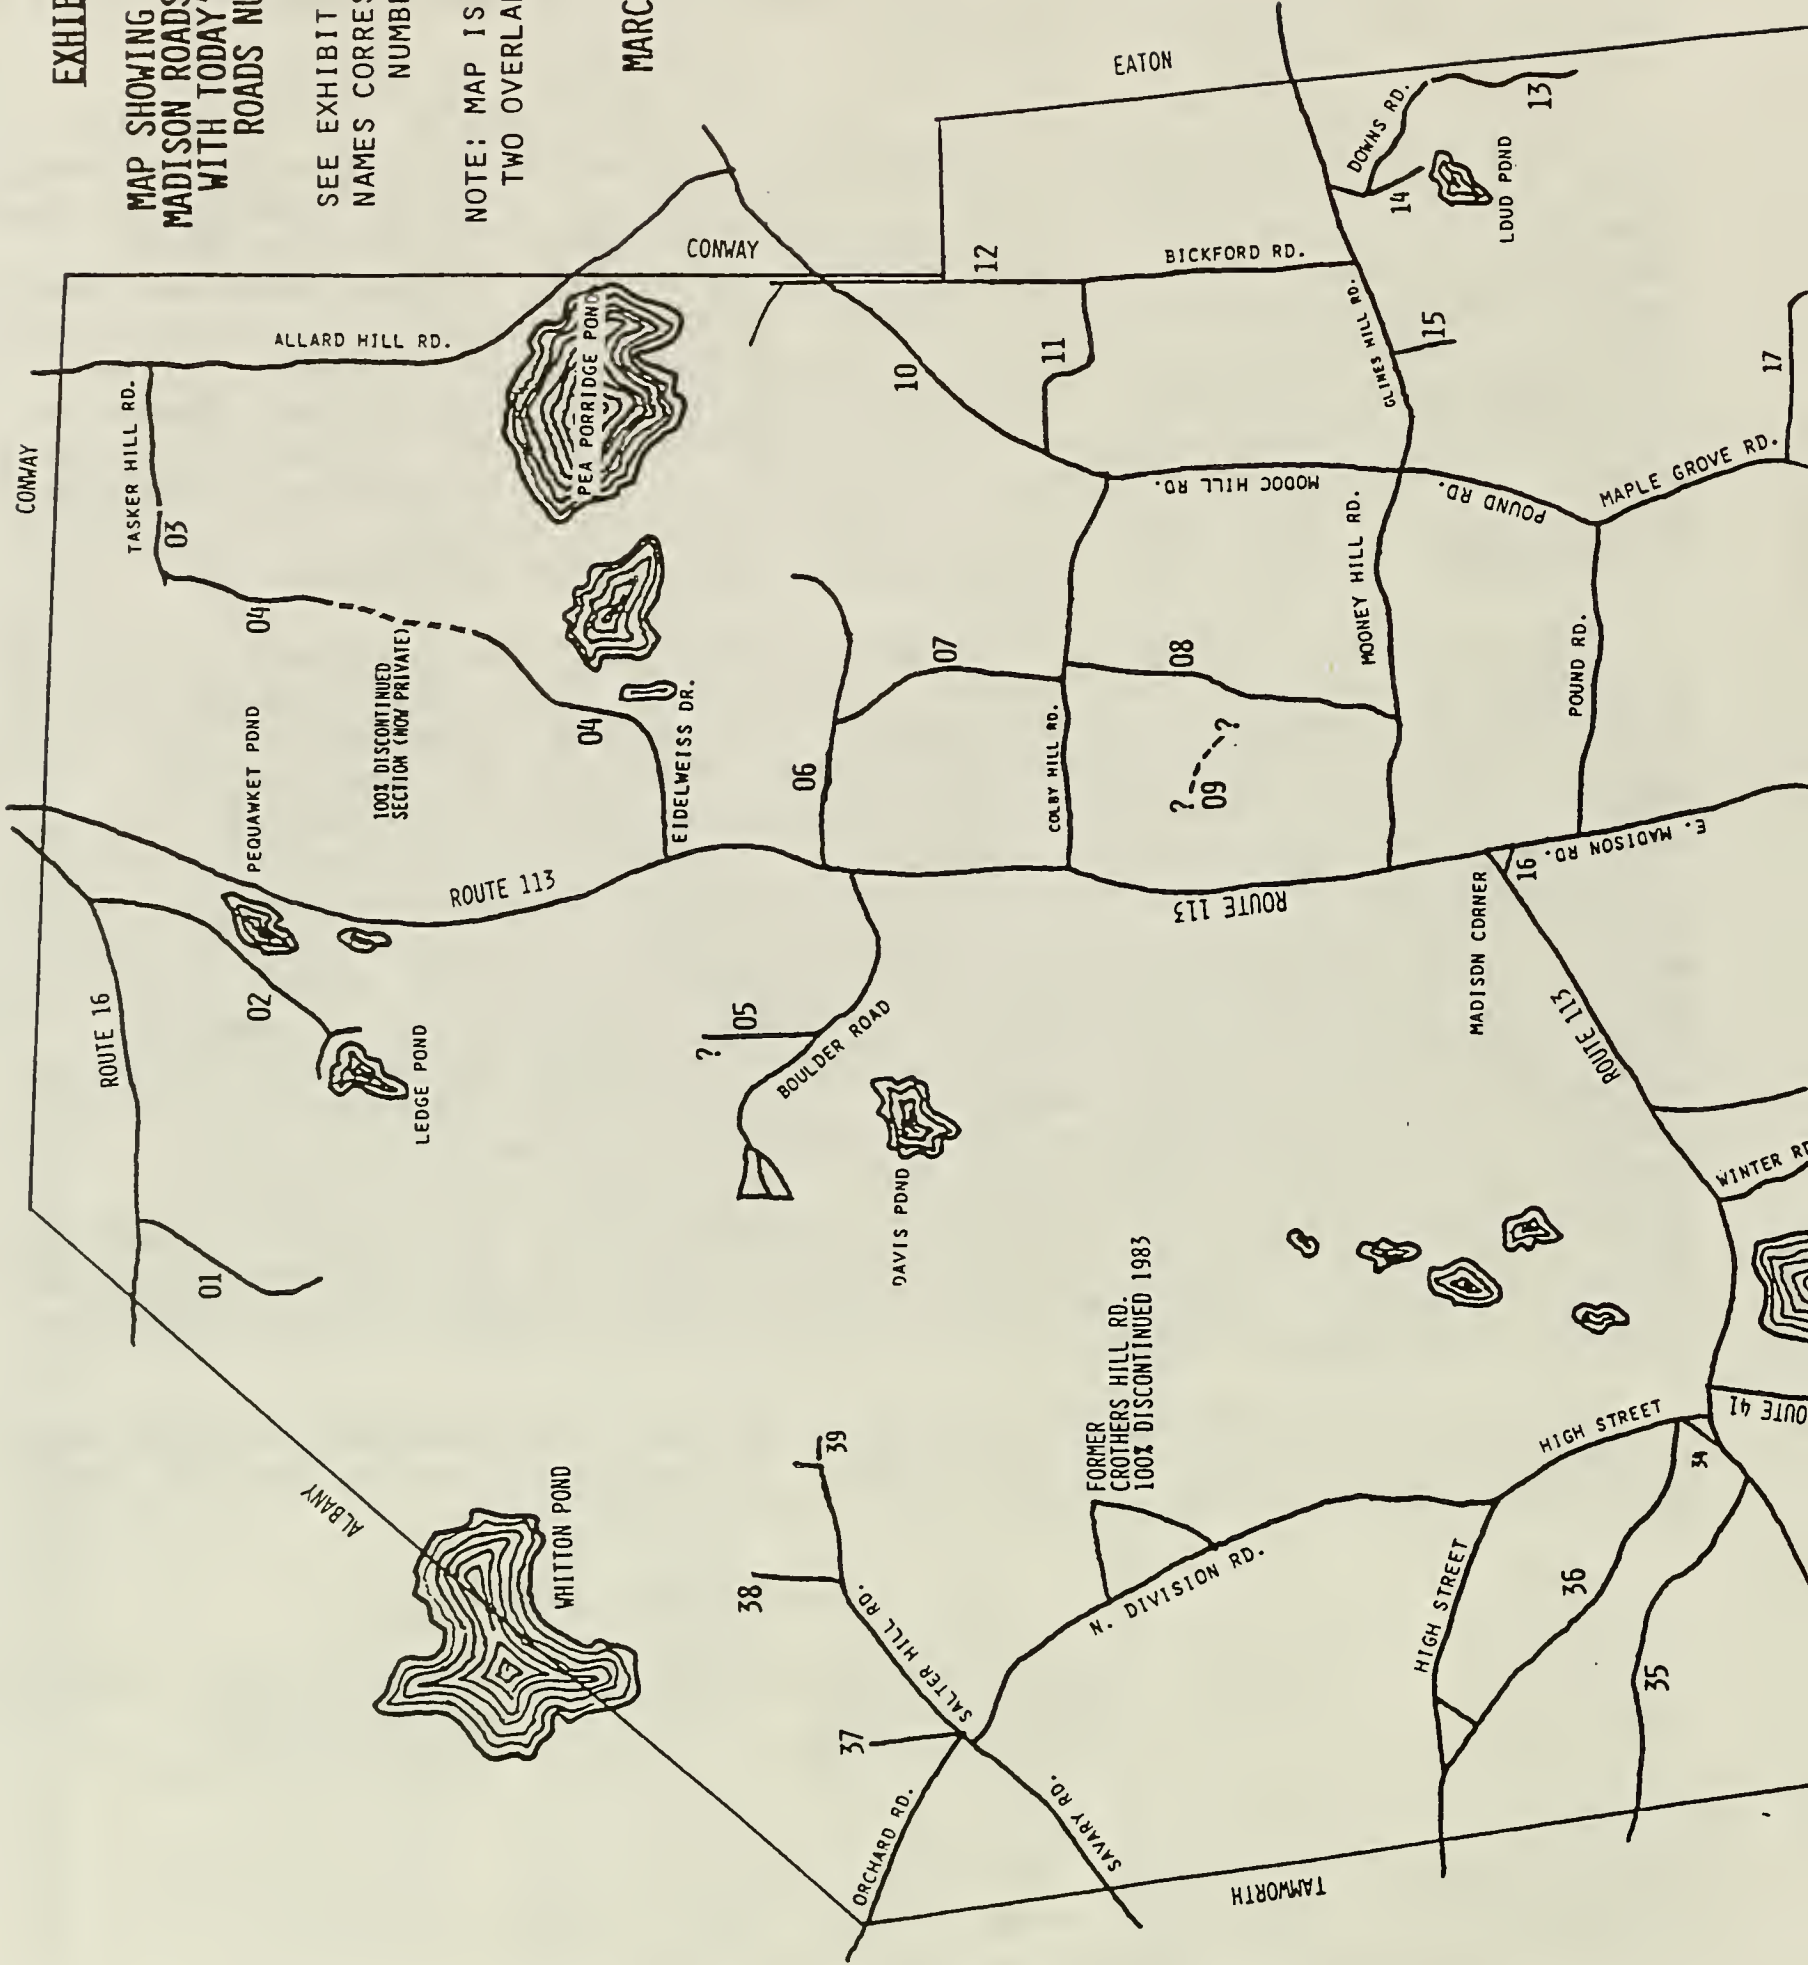 EXHIB
MAP SHOWING
MADISON ROADS
WITH TODAY'
ROADS NU
SEE EXHIBIT
NAMES CORRES
NUMBE
NOTE: MAP IS
TWO OVERLA
MARC
CONWAY
ALLARD HILL RD.
TASKER HILL RD.
03
04
100% DISCONTINUED
SECTION (NOW PRIVATE)
PEQUAWKET POND
ROUTE 16
02
LEDGE POND
01
ROUTE 113
04
EIDELWEISS DR.
PEA PORRIDGE POND
CONWAY
EATON
12
BICKFORD RD.
10
11
DOWNS RD.
13
14
LOUD POND
GLINES HILL RD.
15
17
MODOC HILL RD.
POUND RD.
MAPLE GROVE RD.
MOONEY HILL RD.
POUND RD.
06
07
COLBY HILL RD.
08
? ?
09
ROUTE 113
E. MADISON RD.
16
MADISON CORNER
ROUTE 113
WINTER RD
?
05
BOULDER ROAD
DAVIS POND
ALBANY
WHITTON POND
39
38
37
SALTER HILL RD.
ORCHARD RD.
SAVARY RD.
FORMER
CROTHERS HILL RD.
100% DISCONTINUED 1983
N. DIVISION RD.
HIGH STREET
OUTE 41
34
HIGH STREET
36
35
TAMWORTH